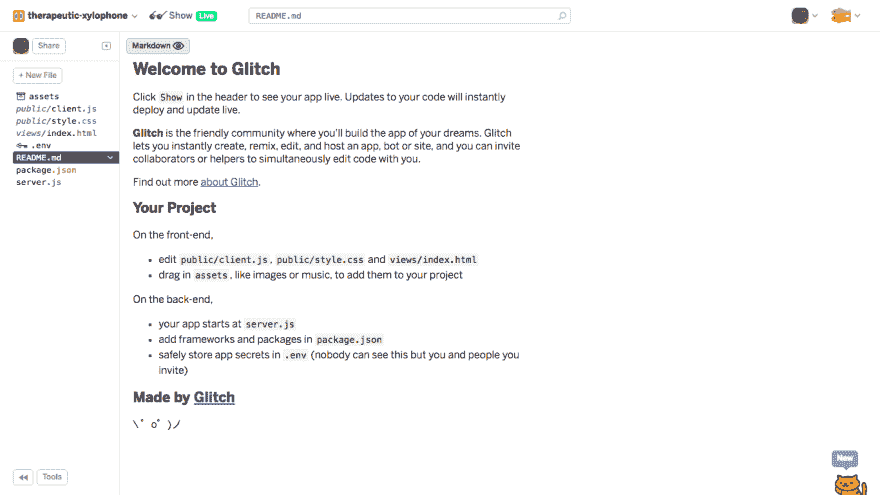 therapeutic-xylophone
Show
Live
README.md
Share
+ New File
assets
public/client.js
public/style.css
views/index.html
.env
README.md
package.json
server.js
Tools
Markdown
Welcome to Glitch
Click Show in the header to see your app live. Updates to your code will instantly
deploy and update live.
Glitch is the friendly community where you'll build the app of your dreams. Glitch
lets you instantly create, remix, edit, and host an app, bot or site, and you can invite
collaborators or helpers to simultaneously edit code with you.
Find out more about Glitch.
Your Project
On the front-end,
edit public/client.js, public/style.css and views/index.html
drag in assets, like images or music, to add them to your project
On the back-end,
your app starts at server.js
add frameworks and packages in package.json
safely store app secrets in .env (nobody can see this but you and people you
invite)
Made by Glitch
\ ゜o゜)ノ